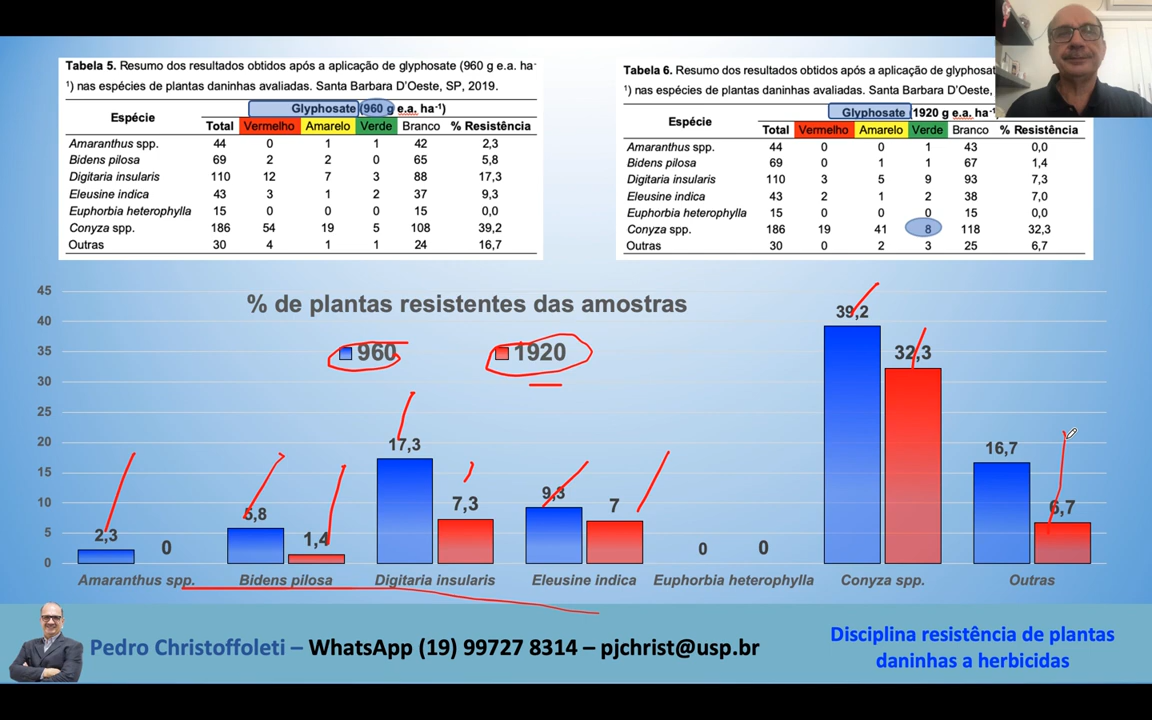 Tabela 5. Resumo dos resultados obtidos após a aplicação de glyphosate (960 g e.a. ha-
1) nas espécies de plantas daninhas avaliadas. Santa Barbara D'Oeste, SP, 2019.
Espécie Glyphosate (960 g e.a. ha-1)
Total Vermelho Amarelo Verde Branco % Resistência
Amaranthus spp. 44 0 1 1 42 2,3
Bidens pilosa 69 2 2 0 65 5,8
Digitaria insularis 110 12 7 3 88 17,3
Eleusine indica 43 3 1 2 37 9,3
Euphorbia heterophylla 15 0 0 0 15 0,0
Conyza spp. 186 54 19 5 108 39,2
Outras 30 4 1 1 24 16,7
Tabela 6. Resumo dos resultados obtidos após a aplicação de glyphosat
1) nas espécies de plantas daninhas avaliadas. Santa Barbara D'Oeste,
Espécie Glyphosate 1920 g e.a. ha-1
Total Vermelho Amarelo Verde Branco % Resistência
Amaranthus spp. 44 0 0 1 43 0,0
Bidens pilosa 69 0 1 1 67 1,4
Digitaria insularis 110 3 5 9 93 7,3
Eleusine indica 43 2 1 2 38 7,0
Euphorbia heterophylla 15 0 0 0 15 0,0
Conyza spp. 186 19 41 8 118 32,3
Outras 30 0 2 3 25 6,7
% de plantas resistentes das amostras
960 1920
45
40
35
30
25
20
15
10
5
0
2,3 0 5,8 1,4 17,3 7,3 9,3 7 0 0 39,2 32,3 16,7 6,7
Amaranthus spp. Bidens pilosa Digitaria insularis Eleusine indica Euphorbia heterophylla Conyza spp. Outras
Pedro Christoffoleti – WhatsApp (19) 99727 8314 – pjchrist@usp.br
Disciplina resistência de plantas
daninhas a herbicidas